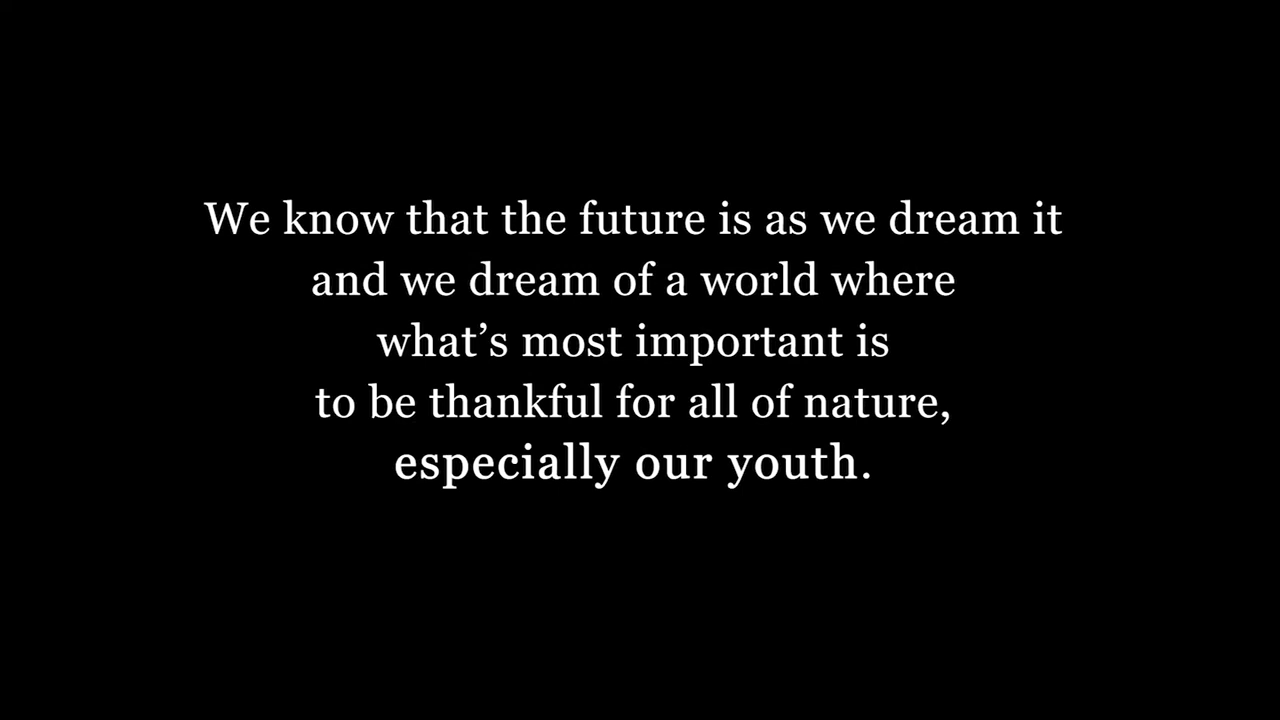 We know that the future is as we dream it
and we dream of a world where
what’s most important is
to be thankful for all of nature,
especially our youth.